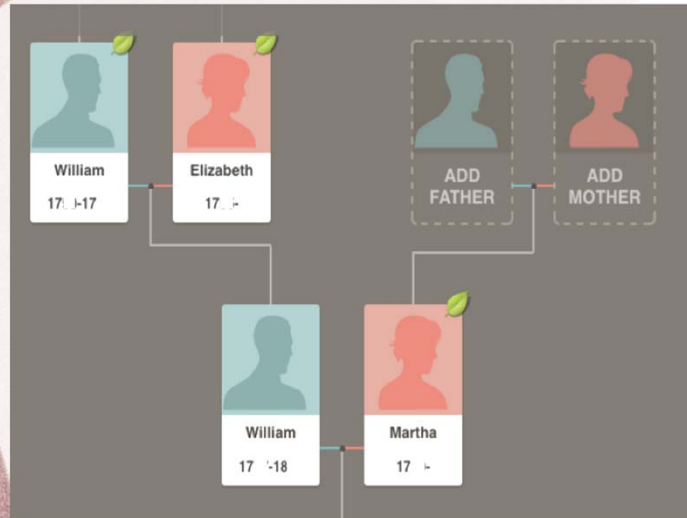 William
Elizabeth
ADD
FATHER
ADD
MOTHER
William
Martha